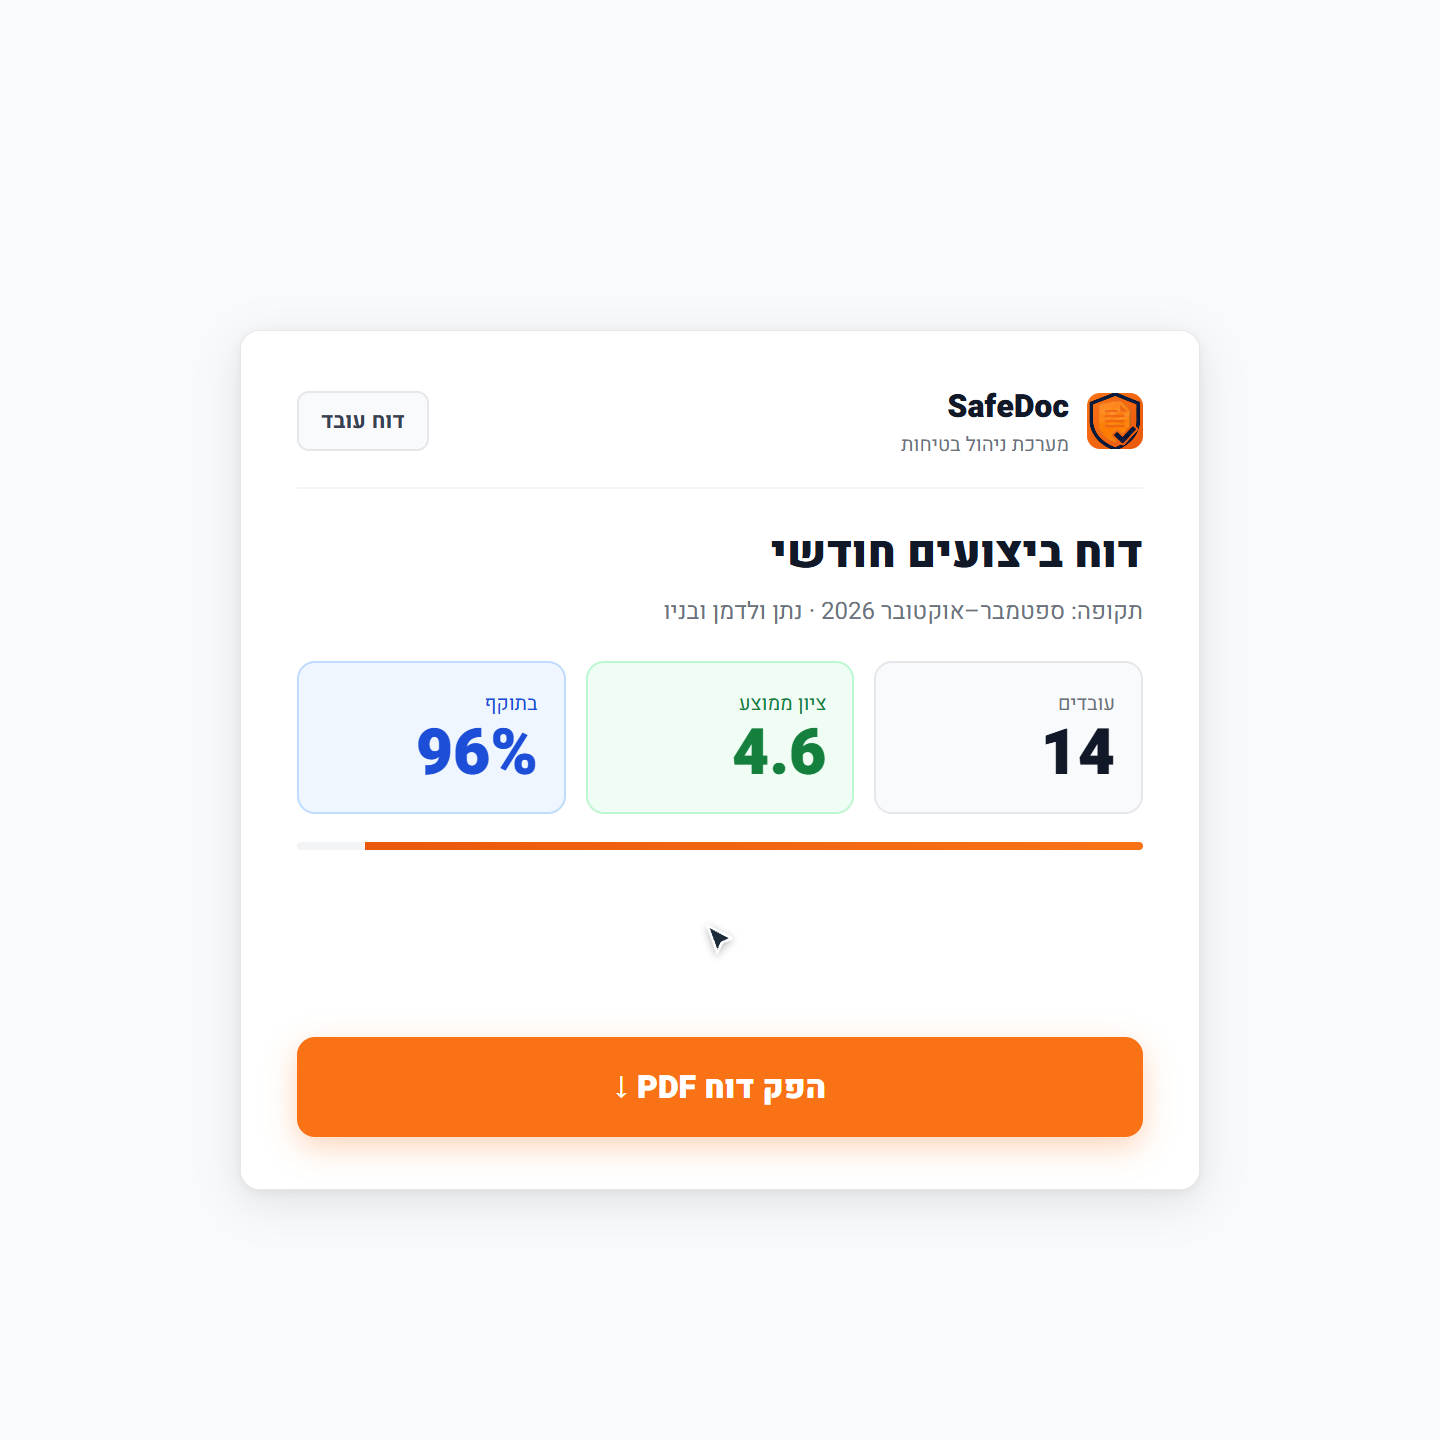 SafeDoc
מערכת ניהול בטיחות
דוח עובד
דוח ביצועים חודשי
תקופה: ספטמבר–אוקטובר 2026 · נתן ולדמן ובניו
עובדים
14
ציון ממוצע
4.6
בתוקף
96%
הפק דוח PDF ↓